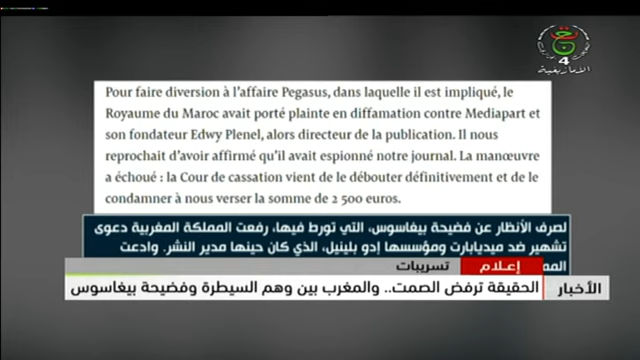 4
الأمازيغية
Pour faire diversion à l'affaire Pegasus, dans laquelle il est impliqué, le
Royaume du Maroc avait porté plainte en diffamation contre Mediapart et
son fondateur Edwy Plenel, alors directeur de la publication. Il nous
reprochait d'avoir affirmé qu'il avait espionné notre journal. La manœuvre
a échoué : la Cour de cassation vient de le débouter définitivement et de le
condamner à nous verser la somme de 2 500 euros.
لصرف الأنظار عن فضيحة بيغاسوس، التي تورط فيها، رفعت المملكة المغربية دعوى
تشهير ضد ميديابارت ومؤسسها إدو بلينيل، الذي كان حينها مدير النشر. وادعت
إعلام تسريبات
الأخبار الحقيقة ترفض الصمت.. والمغرب بين وهم السيطرة وفضيحة بيغاسوس